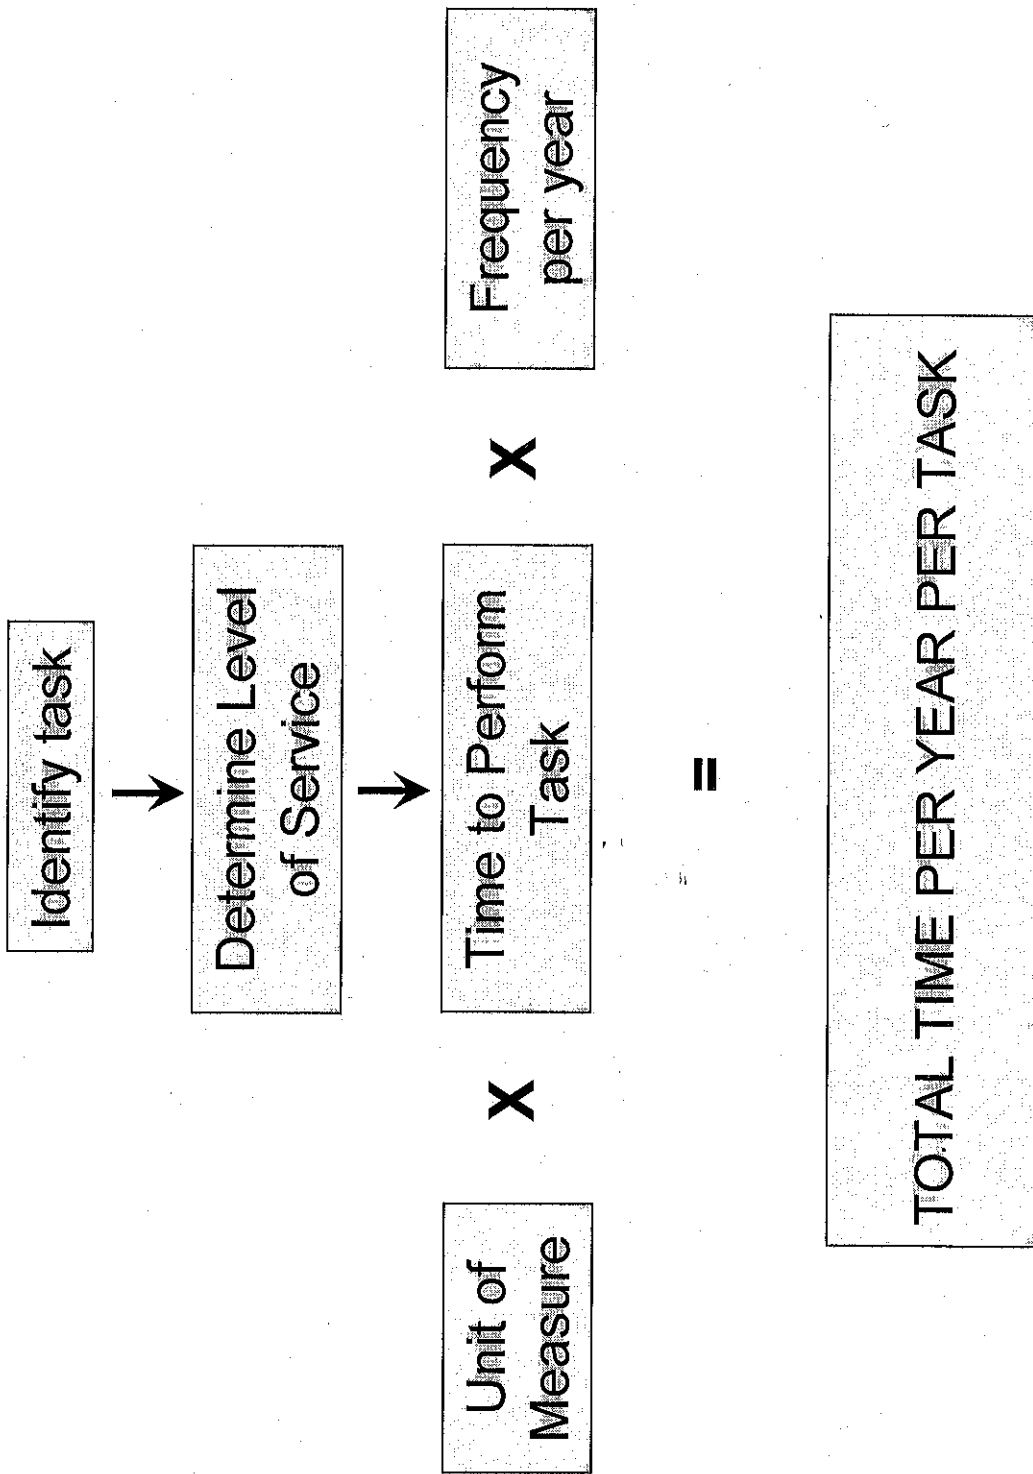 Identify task
Determine Level
of Service
Unit of
Measure
X
Time to Perform
Task
X
Frequency
per year
=
TOTAL TIME PER YEAR PER TASK